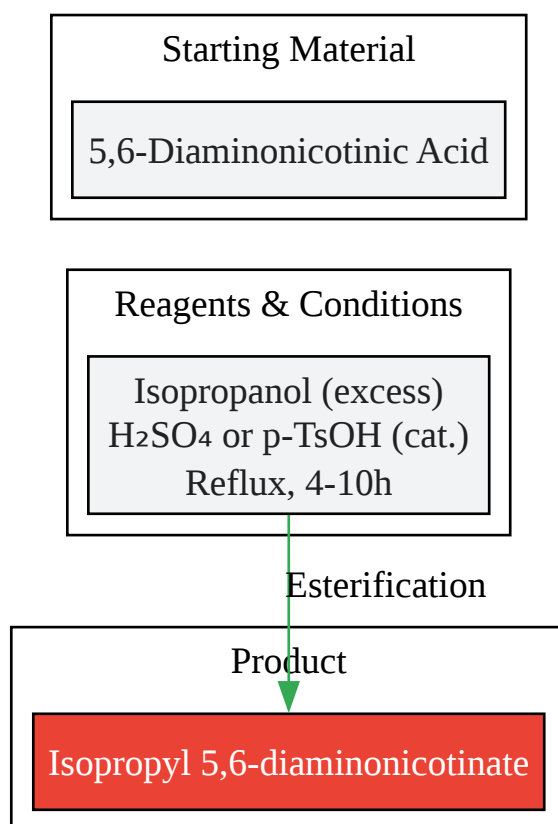 Starting Material
5,6-Diaminonicotinic Acid
Reagents & Conditions
Isopropanol (excess)
H₂SO₄ or p-TsOH (cat.)
Reflux, 4-10h
Esterification
Product
Isopropyl 5,6-diaminonicotinate